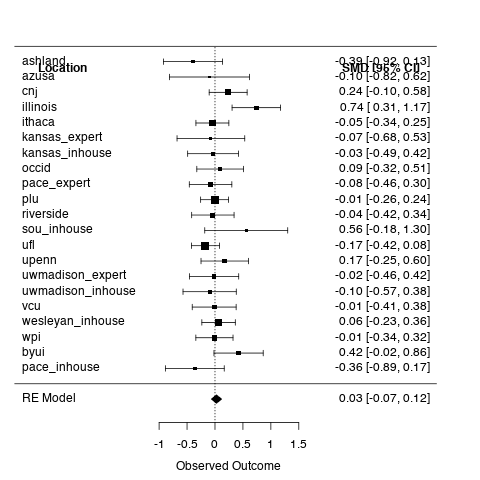 Location SMD [95% CI]
ashland -0.39 [-0.92, 0.13]
azusa -0.10 [-0.82, 0.62]
cnj 0.24 [-0.10, 0.58]
illinois 0.74 [ 0.31, 1.17]
ithaca -0.05 [-0.34, 0.25]
kansas_expert -0.07 [-0.68, 0.53]
kansas_inhouse -0.03 [-0.49, 0.42]
occid 0.09 [-0.32, 0.51]
pace_expert -0.08 [-0.46, 0.30]
plu -0.01 [-0.26, 0.24]
riverside -0.04 [-0.42, 0.34]
sou_inhouse 0.56 [-0.18, 1.30]
ufl -0.17 [-0.42, 0.08]
upenn 0.17 [-0.25, 0.60]
uwmadison_expert -0.02 [-0.46, 0.42]
uwmadison_inhouse -0.10 [-0.57, 0.38]
vcu -0.01 [-0.41, 0.38]
wesleyan_inhouse 0.06 [-0.23, 0.36]
wpi -0.01 [-0.34, 0.32]
byui 0.42 [-0.02, 0.86]
pace_inhouse -0.36 [-0.89, 0.17]
RE Model 0.03 [-0.07, 0.12]
-1 -0.5 0 0.5 1 1.5
Observed Outcome